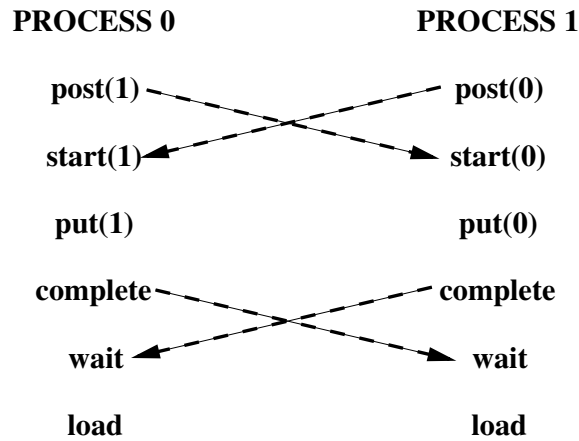 PROCESS 0 PROCESS 1
post(1) post(0)
start(1) start(0)
put(1) put(0)
complete complete
wait wait
load load